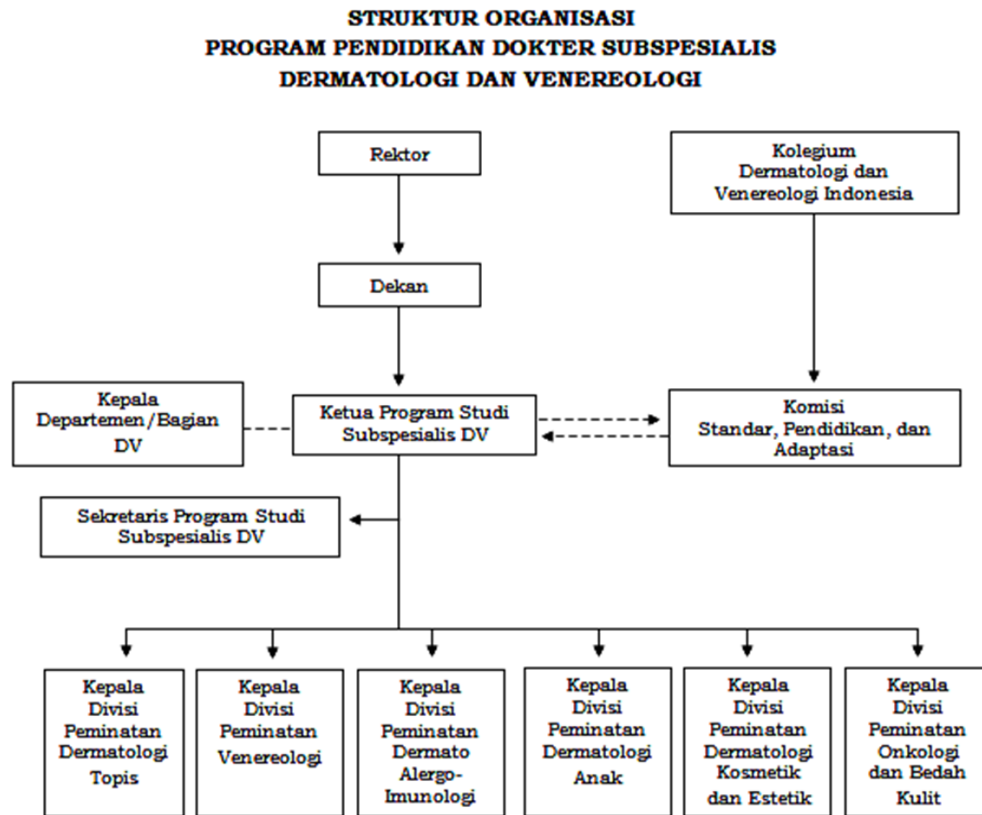 STRUKTUR ORGANISASI
PROGRAM PENDIDIKAN DOKTER SUBSPESIALIS
DERMATOLOGI DAN VENEREOLOGI
Rektor
Kolegium
Dermatologi dan
Venereologi Indonesia
Dekan
Kepala
Departemen/Bagian
DV
Ketua Program Studi
Subspesialis DV
Komisi
Standar, Pendidikan, dan
Adaptasi
Sekretaris Program Studi
Subspesialis DV
Kepala
Divisi
Peminatan
Dermatologi
Topis
Kepala
Divisi
Peminatan
Venereologi
Kepala
Divisi
Peminatan
Dermato
Alergo-
Imunologi
Kepala
Divisi
Peminatan
Dermatologi
Anak
Kepala
Divisi
Peminatan
Dermatologi
Kosmetik
dan Estetik
Kepala
Divisi
Peminatan
Onkologi
dan Bedah
Kulit